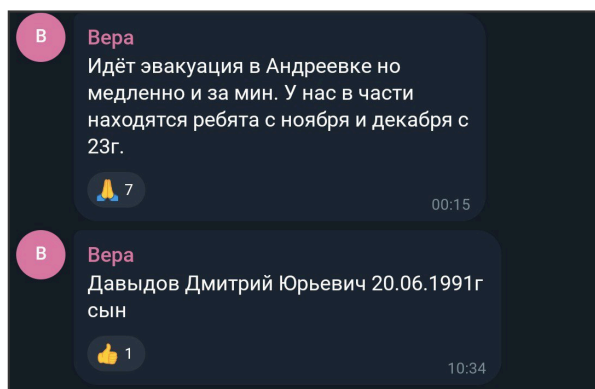 В
Вера
Идёт эвакуация в Андреевке но
медленно и за мин. У нас в части
находятся ребята с ноября и декабря с
23г.
🙏 7
00:15
В
Вера
Давыдов Дмитрий Юрьевич 20.06.1991г
сын
👍 1
10:34